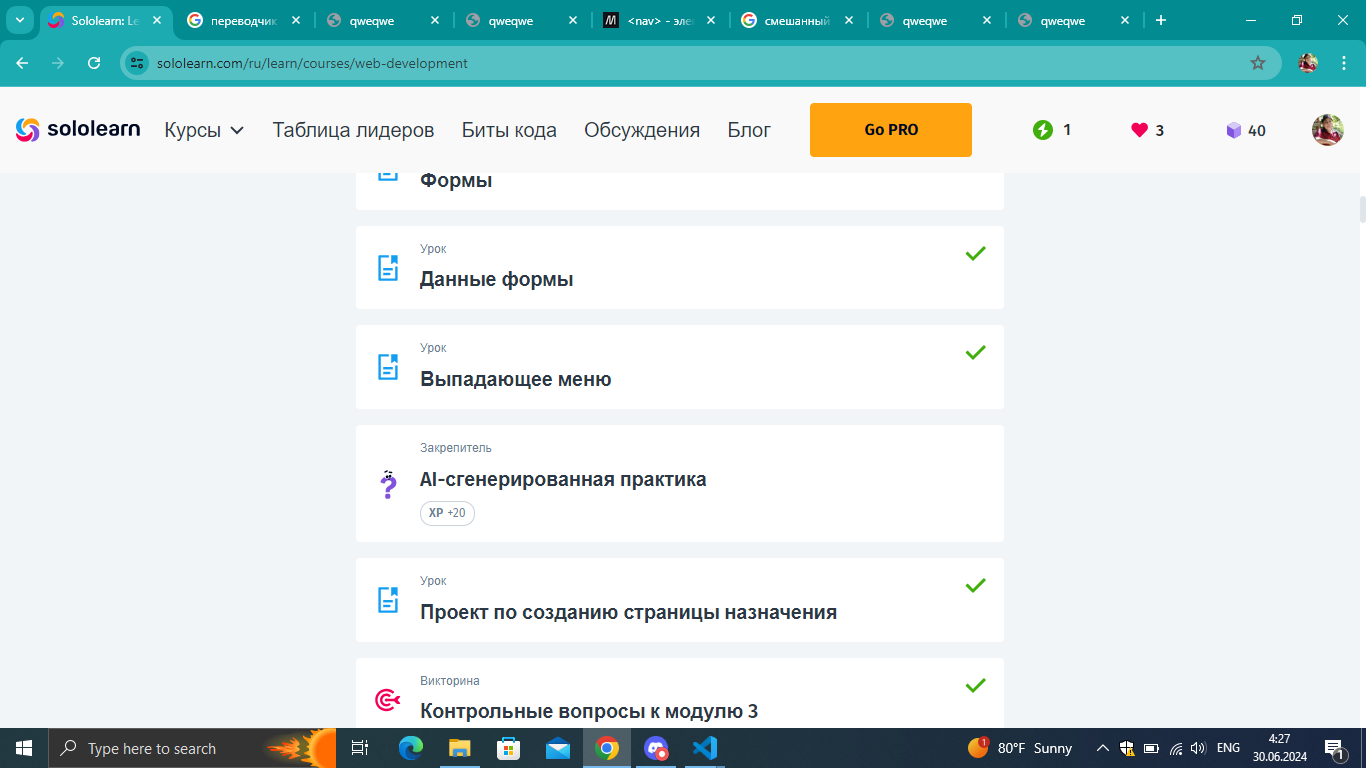 Sololearn: Le
переводчик
qweqwe
qweqwe
<nav> - эле
смешанный
qweqwe
qweqwe
sololearn.com/ru/learn/courses/web-development
sololearn Курсы Таблица лидеров Биты кода Обсуждения Блог Go PRO 1 3 40
Формы
Урок
Данные формы
Урок
Выпадающее меню
Закрепитель
AI-сгенерированная практика
XP +20
Урок
Проект по созданию страницы назначения
Викторина
Контрольные вопросы к модулю 3
Type here to search
1
80°F Sunny
ENG
4:27
30.06.2024
1